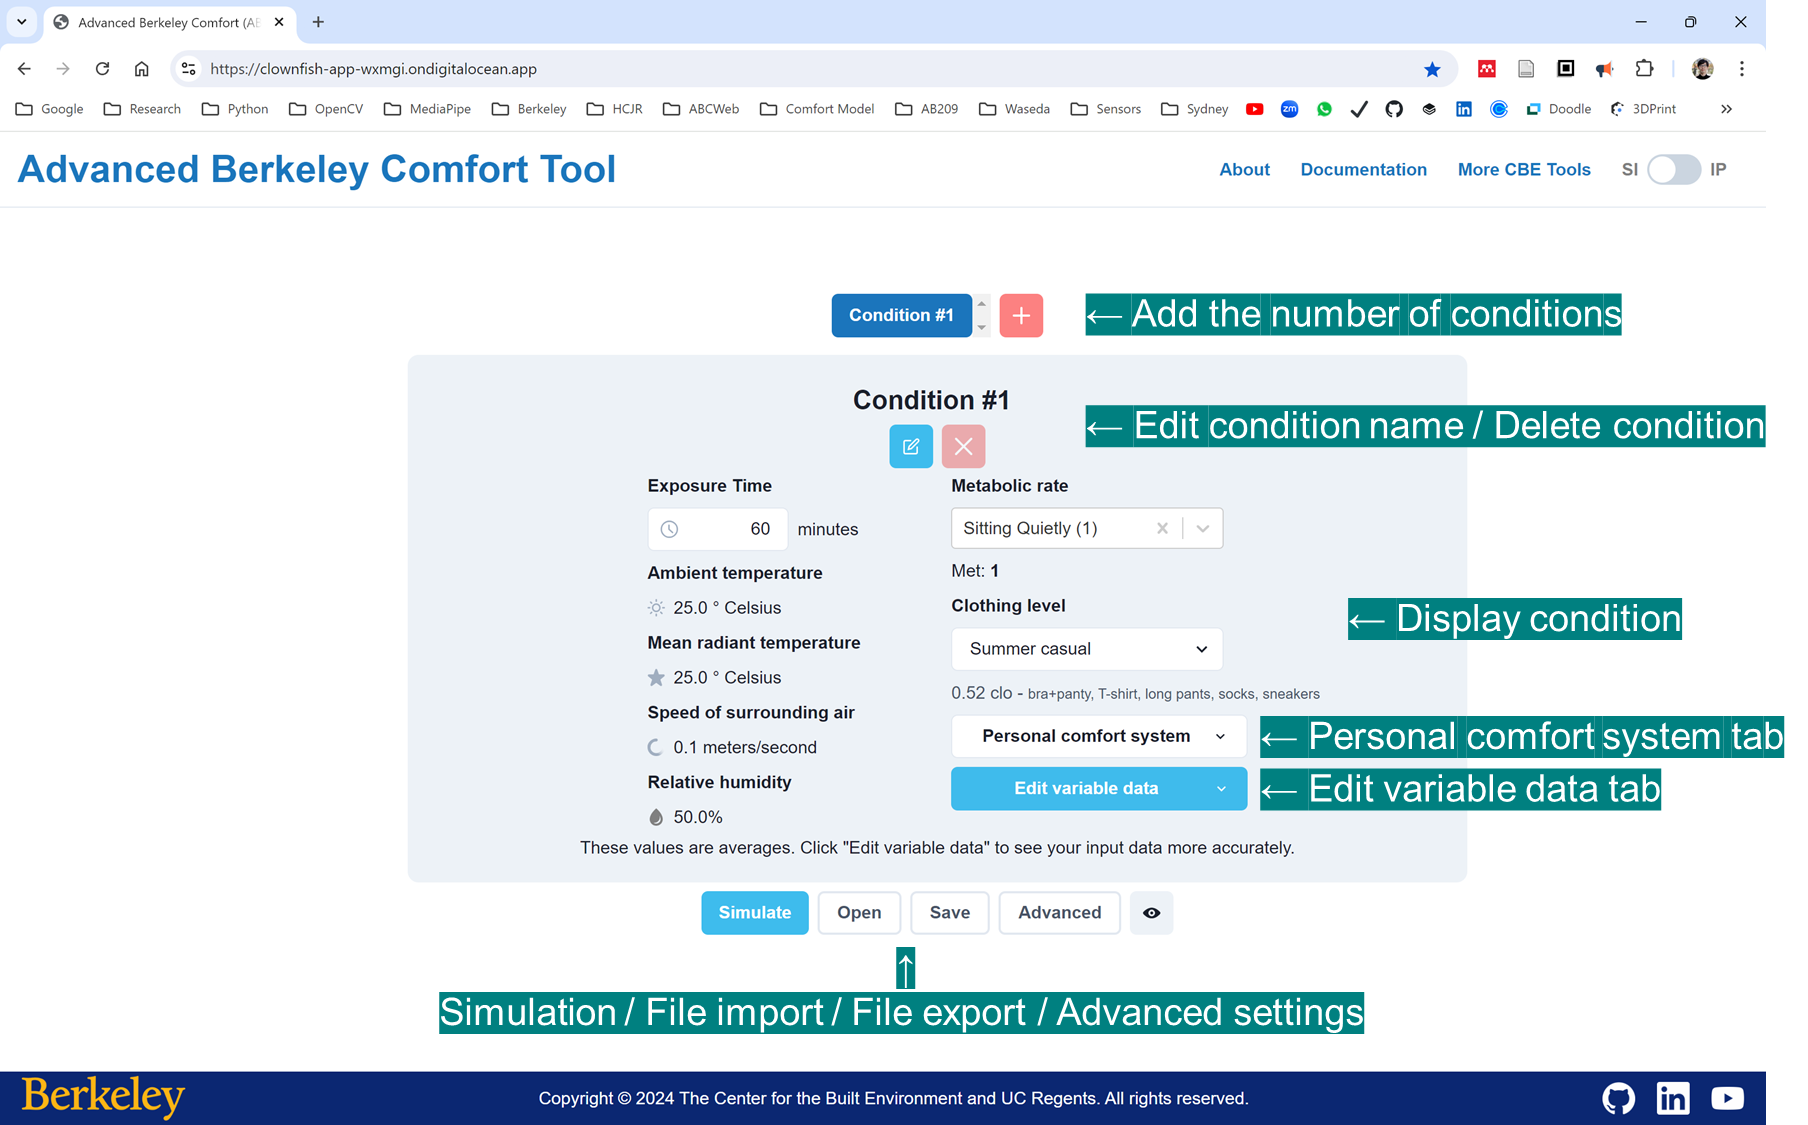 Advanced Berkeley Comfort (AB
https://clownfish-app-wxmgi.ondigitalocean.app
Google Research Python OpenCV MediaPipe Berkeley HCJR ABCWeb Comfort Model AB209 Waseda Sensors Sydney zm Doodle 3DPrint
Advanced Berkeley Comfort Tool
About Documentation More CBE Tools SI IP
Condition #1 + ← Add the number of conditions
Condition #1
← Edit condition name / Delete condition
Exposure Time Metabolic rate
60 minutes Sitting Quietly (1)
Ambient temperature Met: 1
25.0 ° Celsius Clothing level ← Display condition
Mean radiant temperature Summer casual
25.0 ° Celsius 0.52 clo - bra+panty, T-shirt, long pants, socks, sneakers
Speed of surrounding air Personal comfort system ← Personal comfort system tab
0.1 meters/second
Relative humidity Edit variable data ← Edit variable data tab
50.0%
These values are averages. Click "Edit variable data" to see your input data more accurately.
Simulate Open Save Advanced
↑
Simulation / File import / File export / Advanced settings
Berkeley Copyright © 2024 The Center for the Built Environment and UC Regents. All rights reserved. in